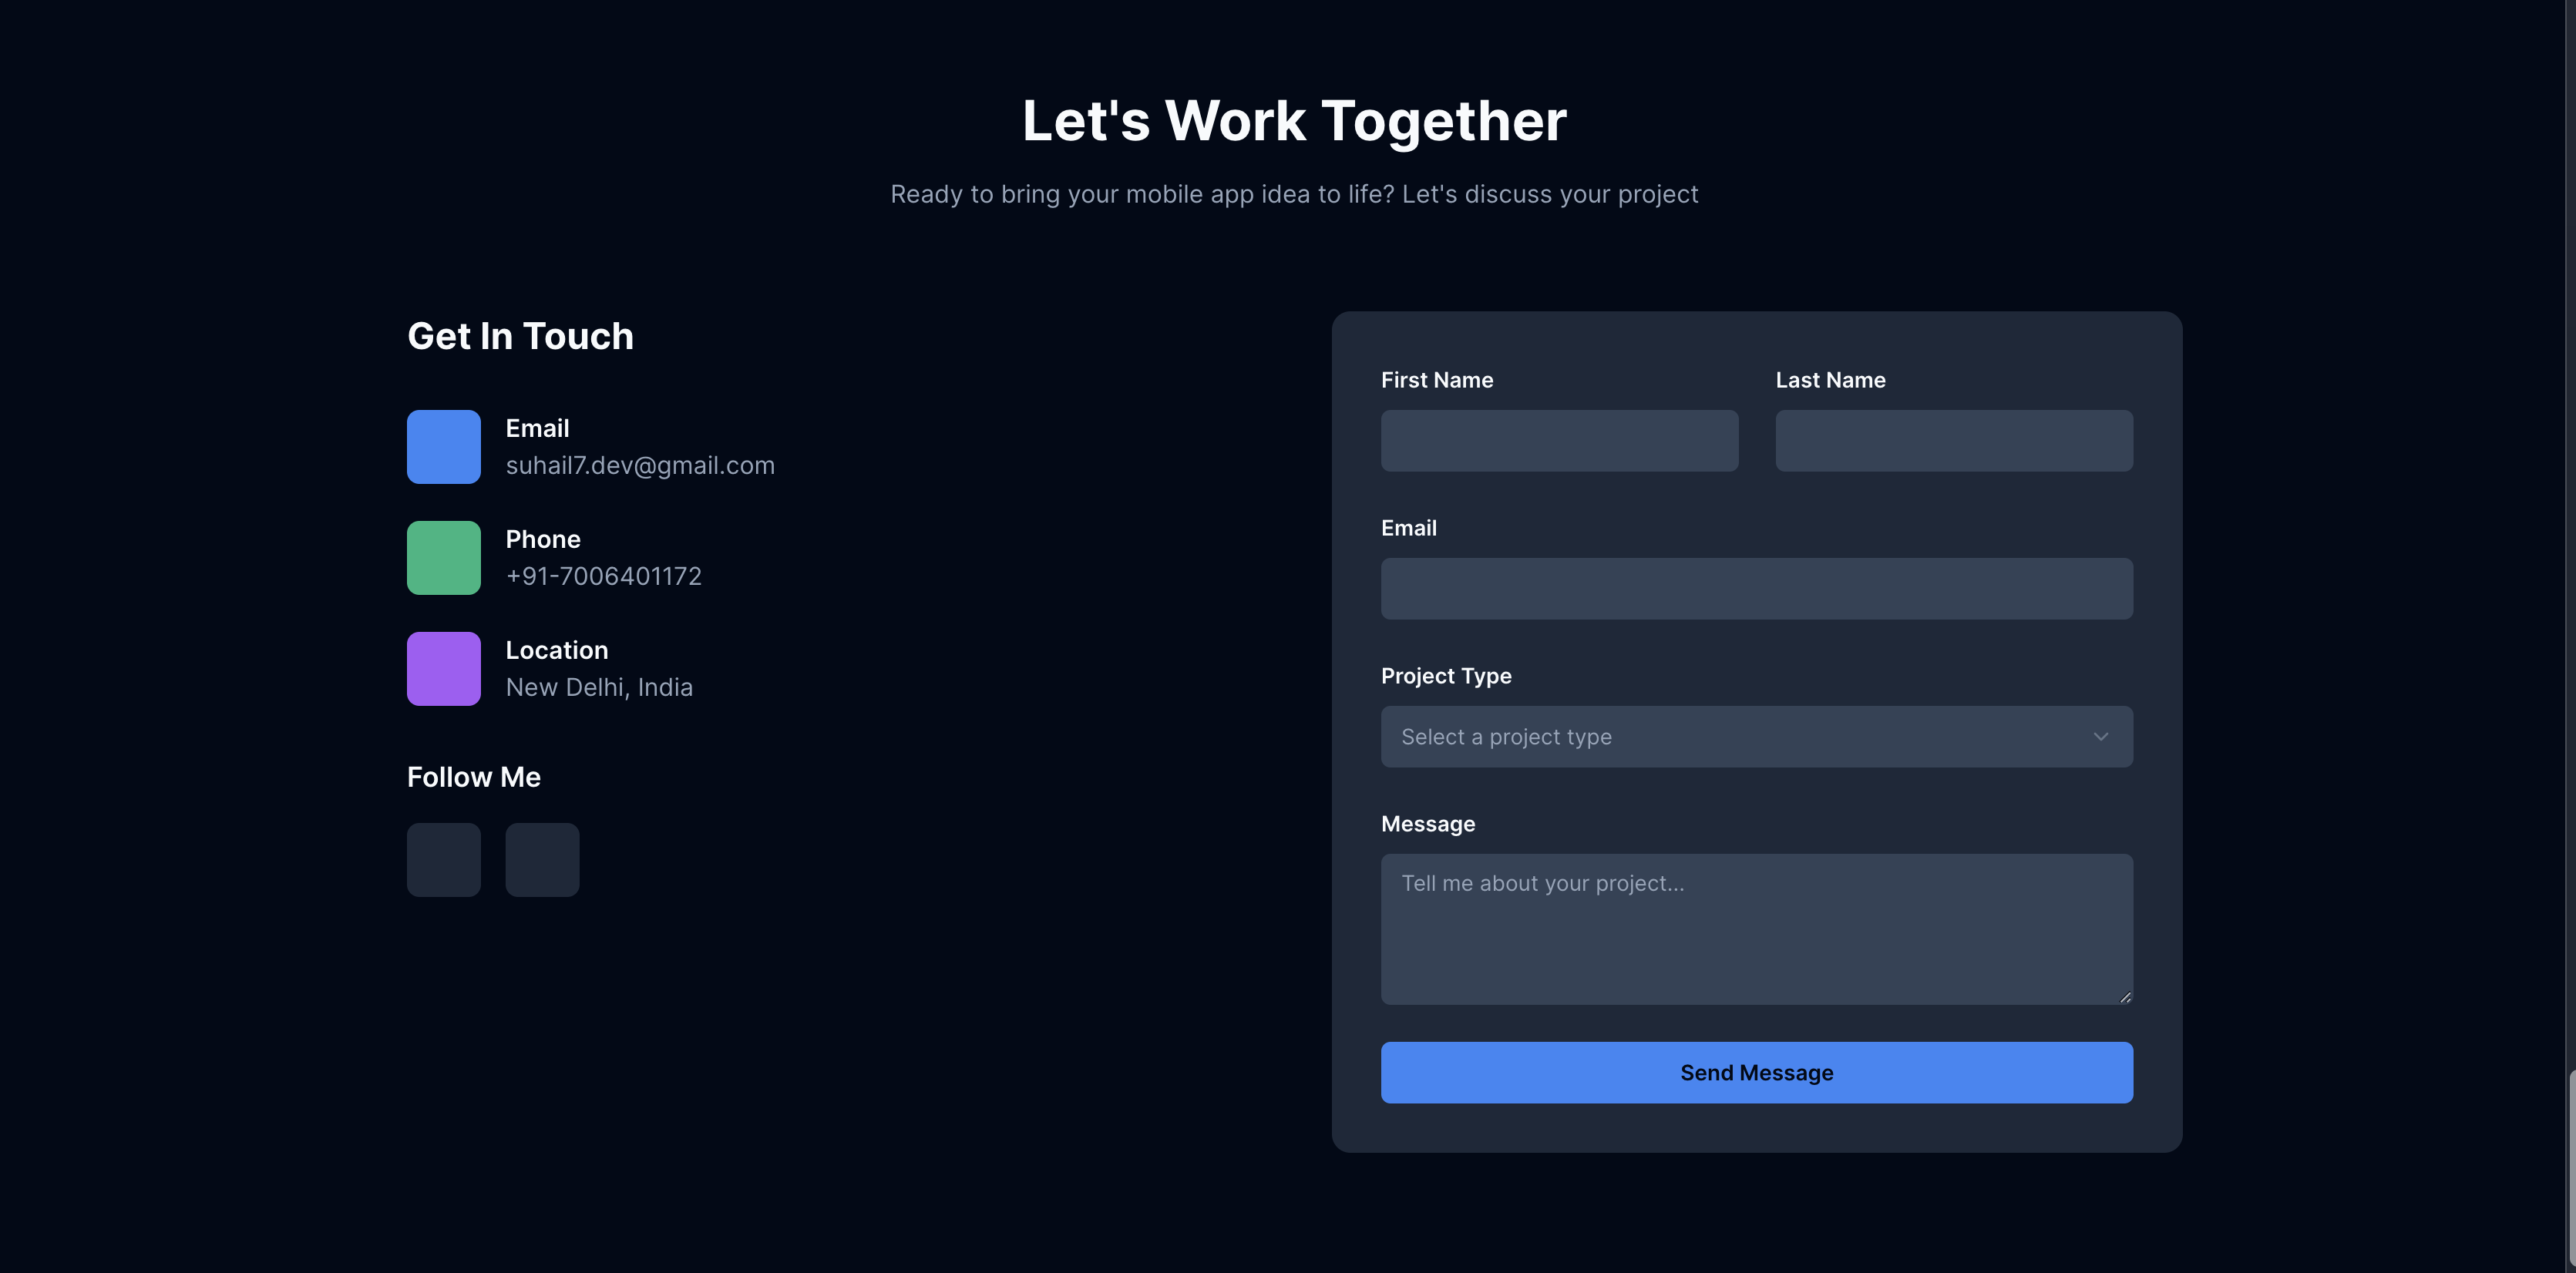 Let's Work Together
Ready to bring your mobile app idea to life? Let's discuss your project
Get In Touch
Email
suhail7.dev@gmail.com
Phone
+91-7006401172
Location
New Delhi, India
Follow Me
First Name
Last Name
Email
Project Type
Select a project type
Message
Tell me about your project...
Send Message